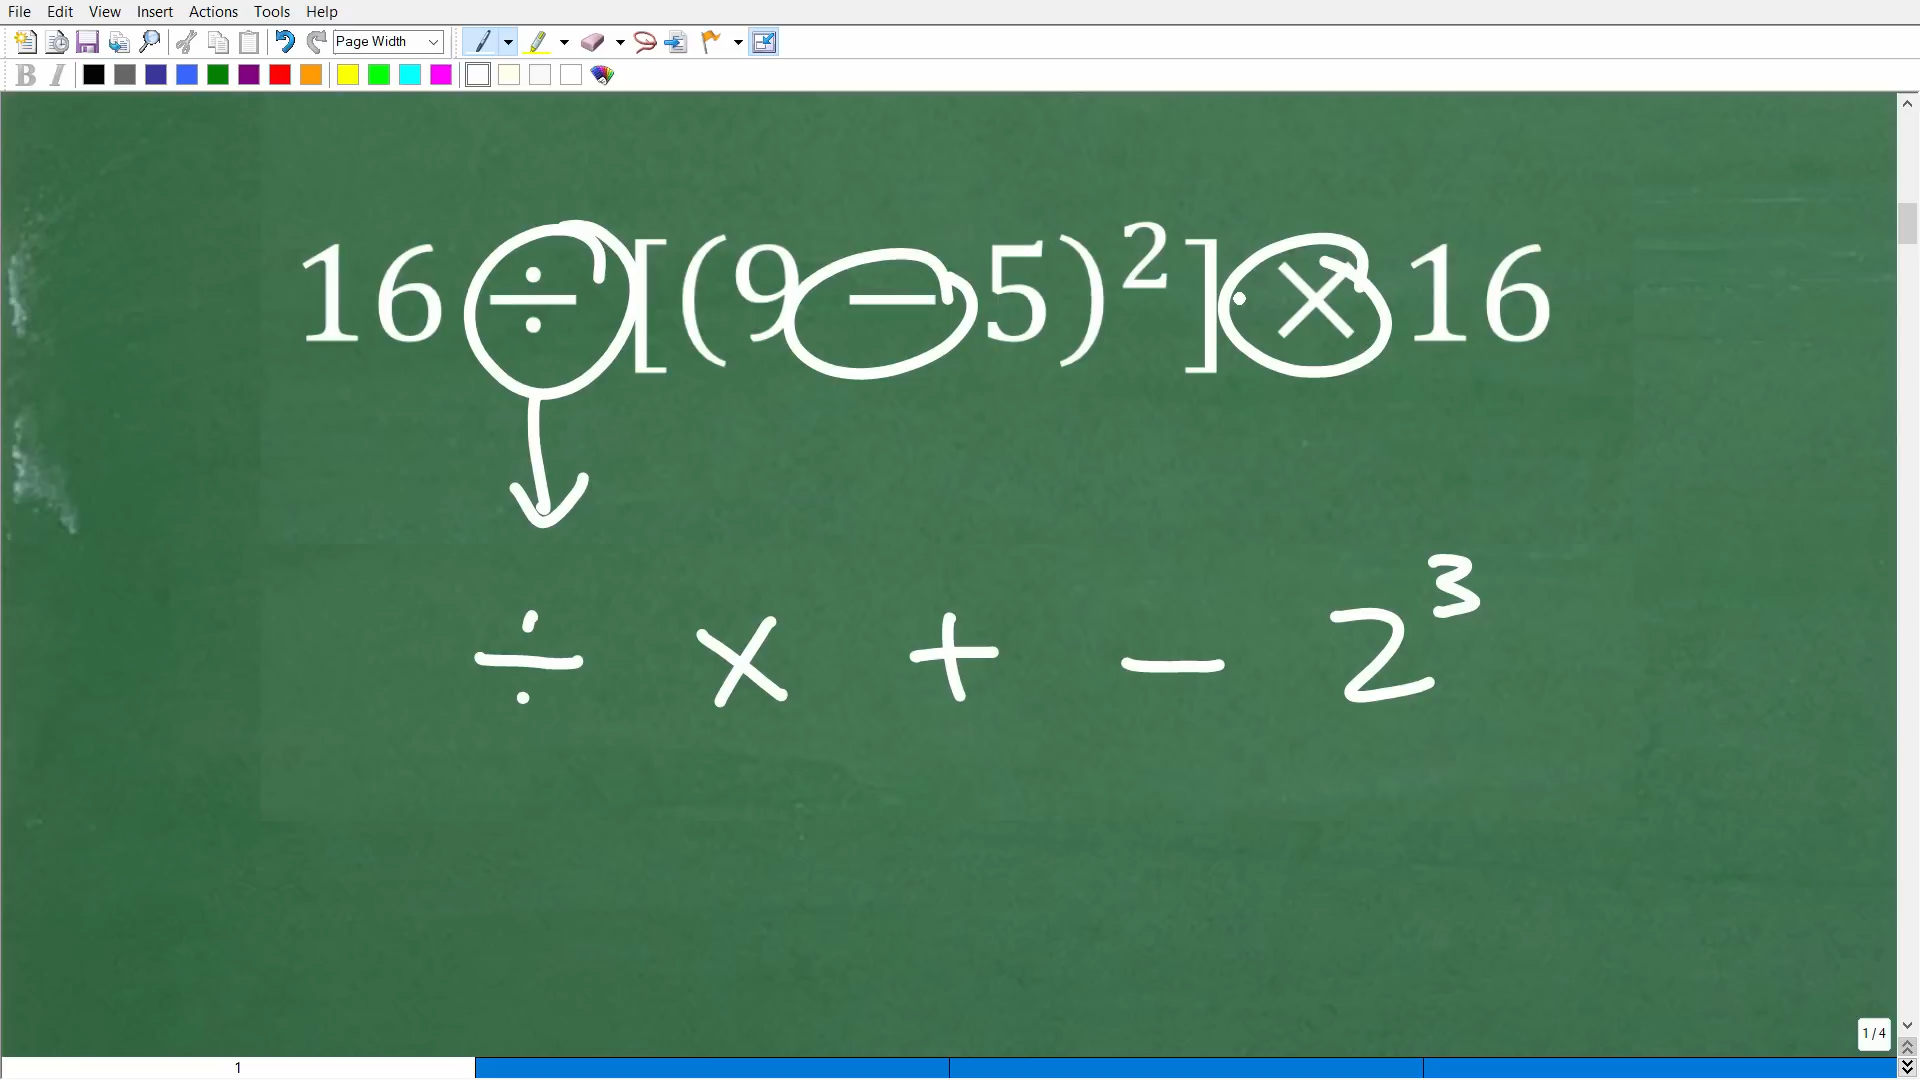 File Edit View Insert Actions Tools Help
Page Width
B I
16 ÷ [(9 − 5)²] × 16
÷ × + − 2³
1 / 4
1